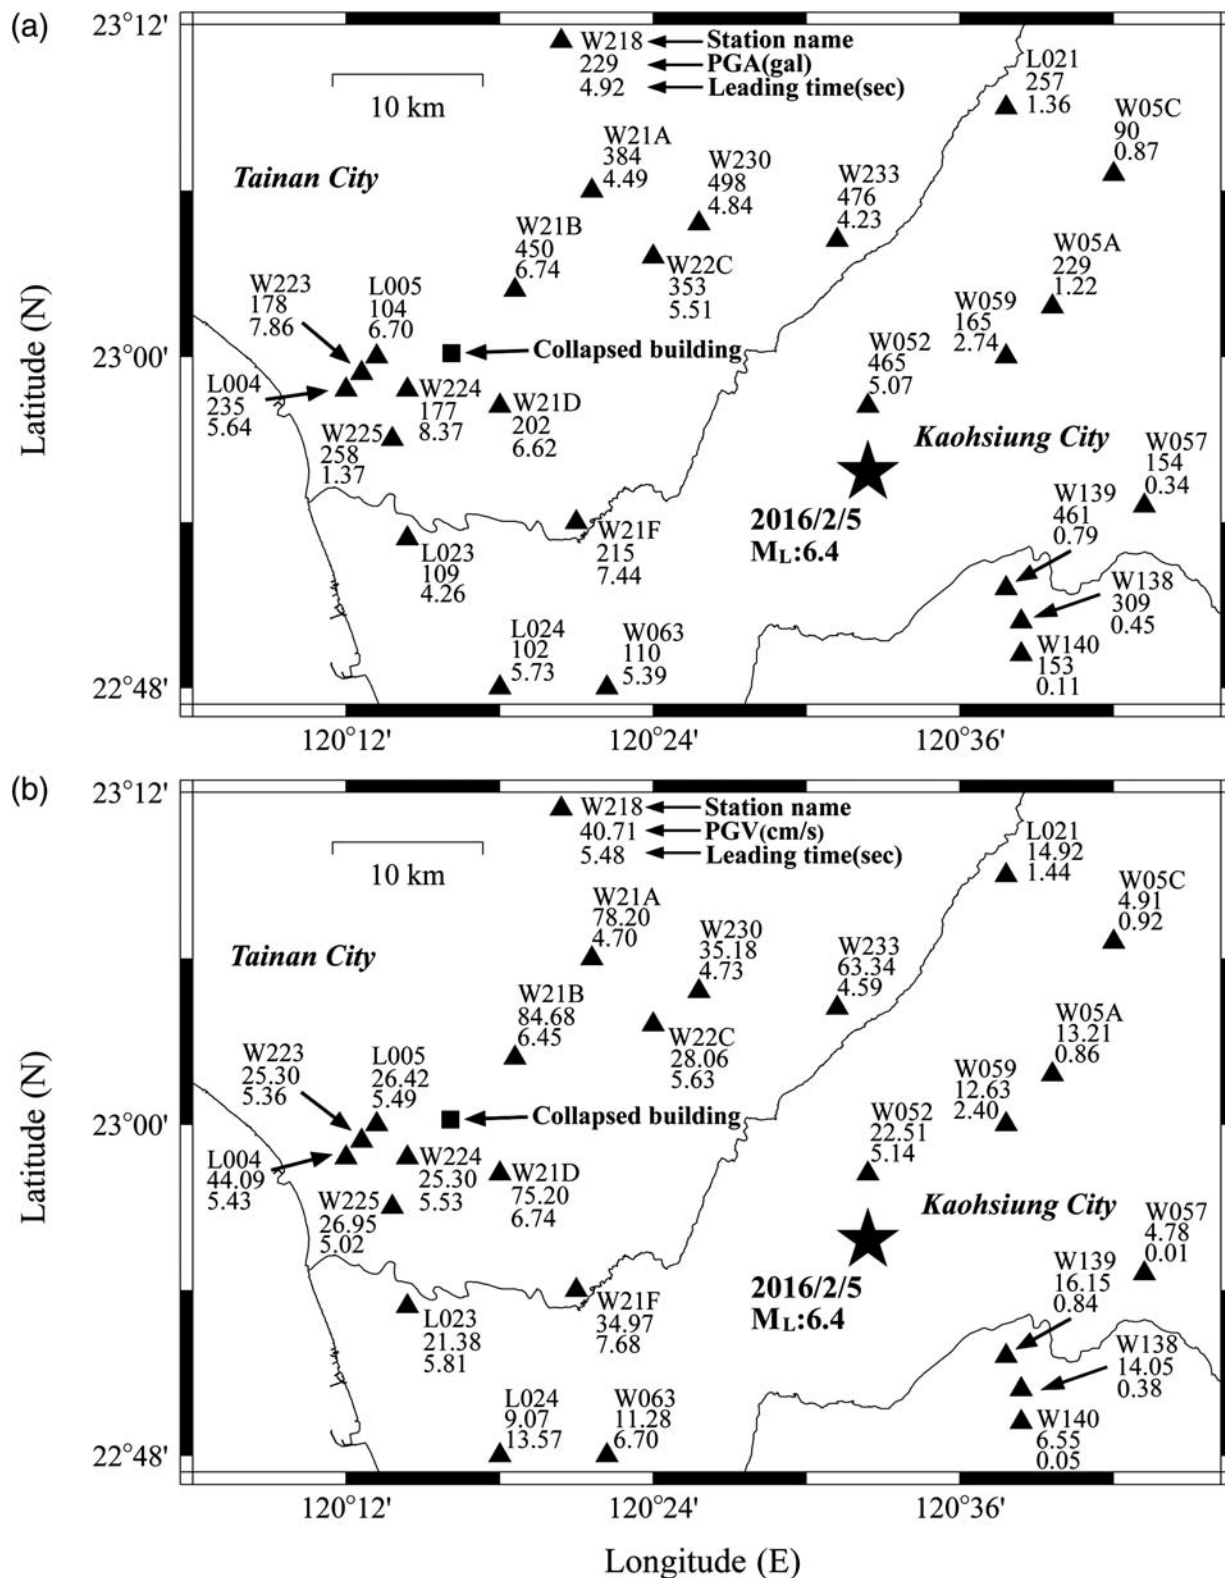 (a)
23°12'
W218
Station name
229
PGA(gal)
4.92
Leading time(sec)
10 km
L021
257
1.36
W05C
90
0.87
W21A
384
4.49
W230
498
4.84
W233
476
4.23
Tainan City
W21B
450
6.74
W22C
353
5.51
W05A
229
1.22
W223
178
7.86
L005
104
6.70
W059
165
2.74
Latitude (N)
23°00'
Collapsed building
W052
465
5.07
L004
235
5.64
W224
177
8.37
W21D
202
6.62
W225
258
1.37
Kaohsiung City
W057
154
0.34
W139
461
0.79
2016/2/5
ML:6.4
W21F
215
7.44
L023
109
4.26
W138
309
0.45
L024
102
5.73
W063
110
5.39
W140
153
0.11
22°48'
120°12'
120°24'
120°36'
(b)
23°12'
W218
Station name
40.71
PGV(cm/s)
5.48
Leading time(sec)
10 km
L021
14.92
1.44
W05C
4.91
0.92
W21A
78.20
4.70
W230
35.18
4.73
W233
63.34
4.59
Tainan City
W21B
84.68
6.45
W22C
28.06
5.63
W05A
13.21
0.86
W223
25.30
5.36
L005
26.42
5.49
W059
12.63
2.40
Latitude (N)
23°00'
Collapsed building
W052
22.51
5.14
L004
44.09
5.43
W224
25.30
5.53
W21D
75.20
6.74
W225
26.95
5.02
Kaohsiung City
W057
4.78
0.01
W139
16.15
0.84
2016/2/5
ML:6.4
W21F
34.97
7.68
L023
21.38
5.81
W138
14.05
0.38
L024
9.07
13.57
W063
11.28
6.70
W140
6.55
0.05
22°48'
120°12'
120°24'
120°36'
Longitude (E)